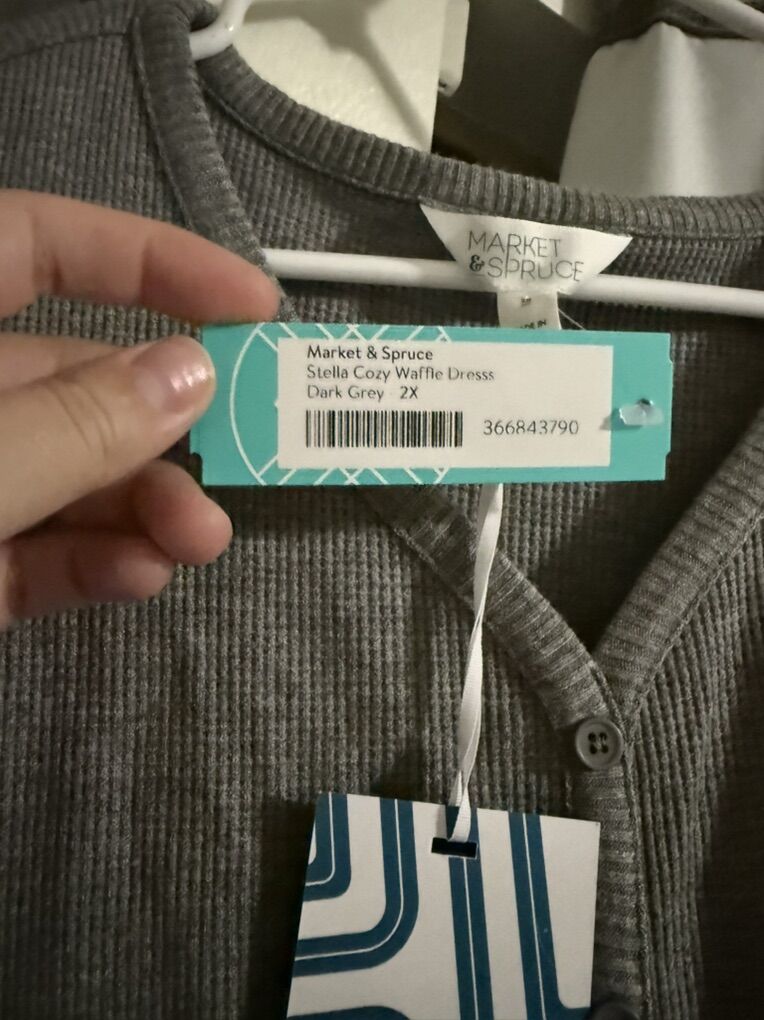 MARKET
&SPRUCE
Market & Spruce
Stella Cozy Waffle Dresss
Dark Grey 2X
366843790